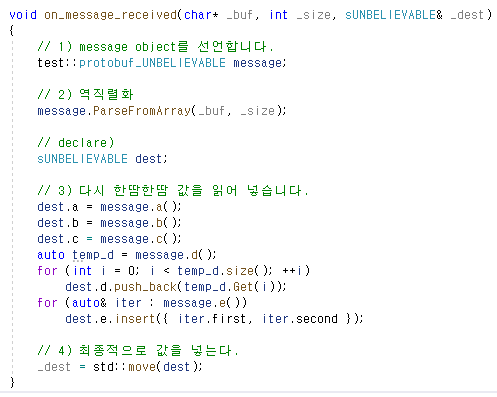 void on_message_received(char* _buf, int _size, sUNBELIEVABLE& _dest)
{
// 1) message object를 선언합니다.
test::protobuf_UNBELIEVABLE message;
// 2) 역직렬화
message.ParseFromArray(_buf, _size);
// declare)
sUNBELIEVABLE dest;
// 3) 다시 한땀한땀 값을 읽어 넣습니다.
dest.a = message.a();
dest.b = message.b();
dest.c = message.c();
auto temp_d = message.d();
for (int i = 0; i < temp_d.size(); ++i)
dest.d.push_back(temp_d.Get(i));
for (auto& iter : message.e())
dest.e.insert({ iter.first, iter.second });
// 4) 최종적으로 값을 넣는다.
_dest = std::move(dest);
}